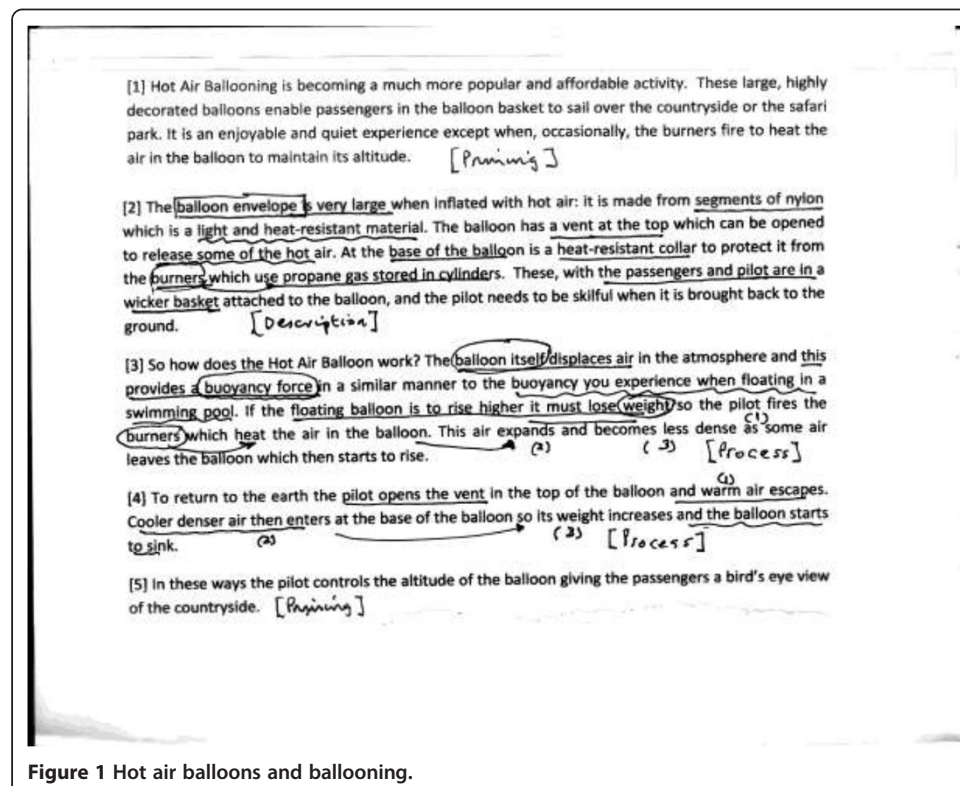 [1] Hot Air Ballooning is becoming a much more popular and affordable activity. These large, highly
decorated balloons enable passengers in the balloon basket to sail over the countryside or the safari
park. It is an enjoyable and quiet experience except when, occasionally, the burners fire to heat the
air in the balloon to maintain its altitude. [Priming]
[2] The balloon envelope is very large when inflated with hot air: it is made from segments of nylon
which is a light and heat-resistant material. The balloon has a vent at the top which can be opened
to release some of the hot air. At the base of the balloon is a heat-resistant collar to protect it from
the burners which use propane gas stored in cylinders. These, with the passengers and pilot are in a
wicker basket attached to the balloon, and the pilot needs to be skilful when it is brought back to the
ground. [Description]
[3] So how does the Hot Air Balloon work? The balloon itself displaces air in the atmosphere and this
provides a buoyancy force in a similar manner to the buoyancy you experience when floating in a
swimming pool. If the floating balloon is to rise higher it must lose weight so the pilot fires the
(1)
burners which heat the air in the balloon. This air expands and becomes less dense as some air
leaves the balloon which then starts to rise. (2) (3) [Process]
(1)
[4] To return to the earth the pilot opens the vent in the top of the balloon and warm air escapes.
Cooler denser air then enters at the base of the balloon so its weight increases and the balloon starts
to sink. (2) (3) [Process]
[5] In these ways the pilot controls the altitude of the balloon giving the passengers a bird's eye view
of the countryside. [Priming]
Figure 1 Hot air balloons and ballooning.